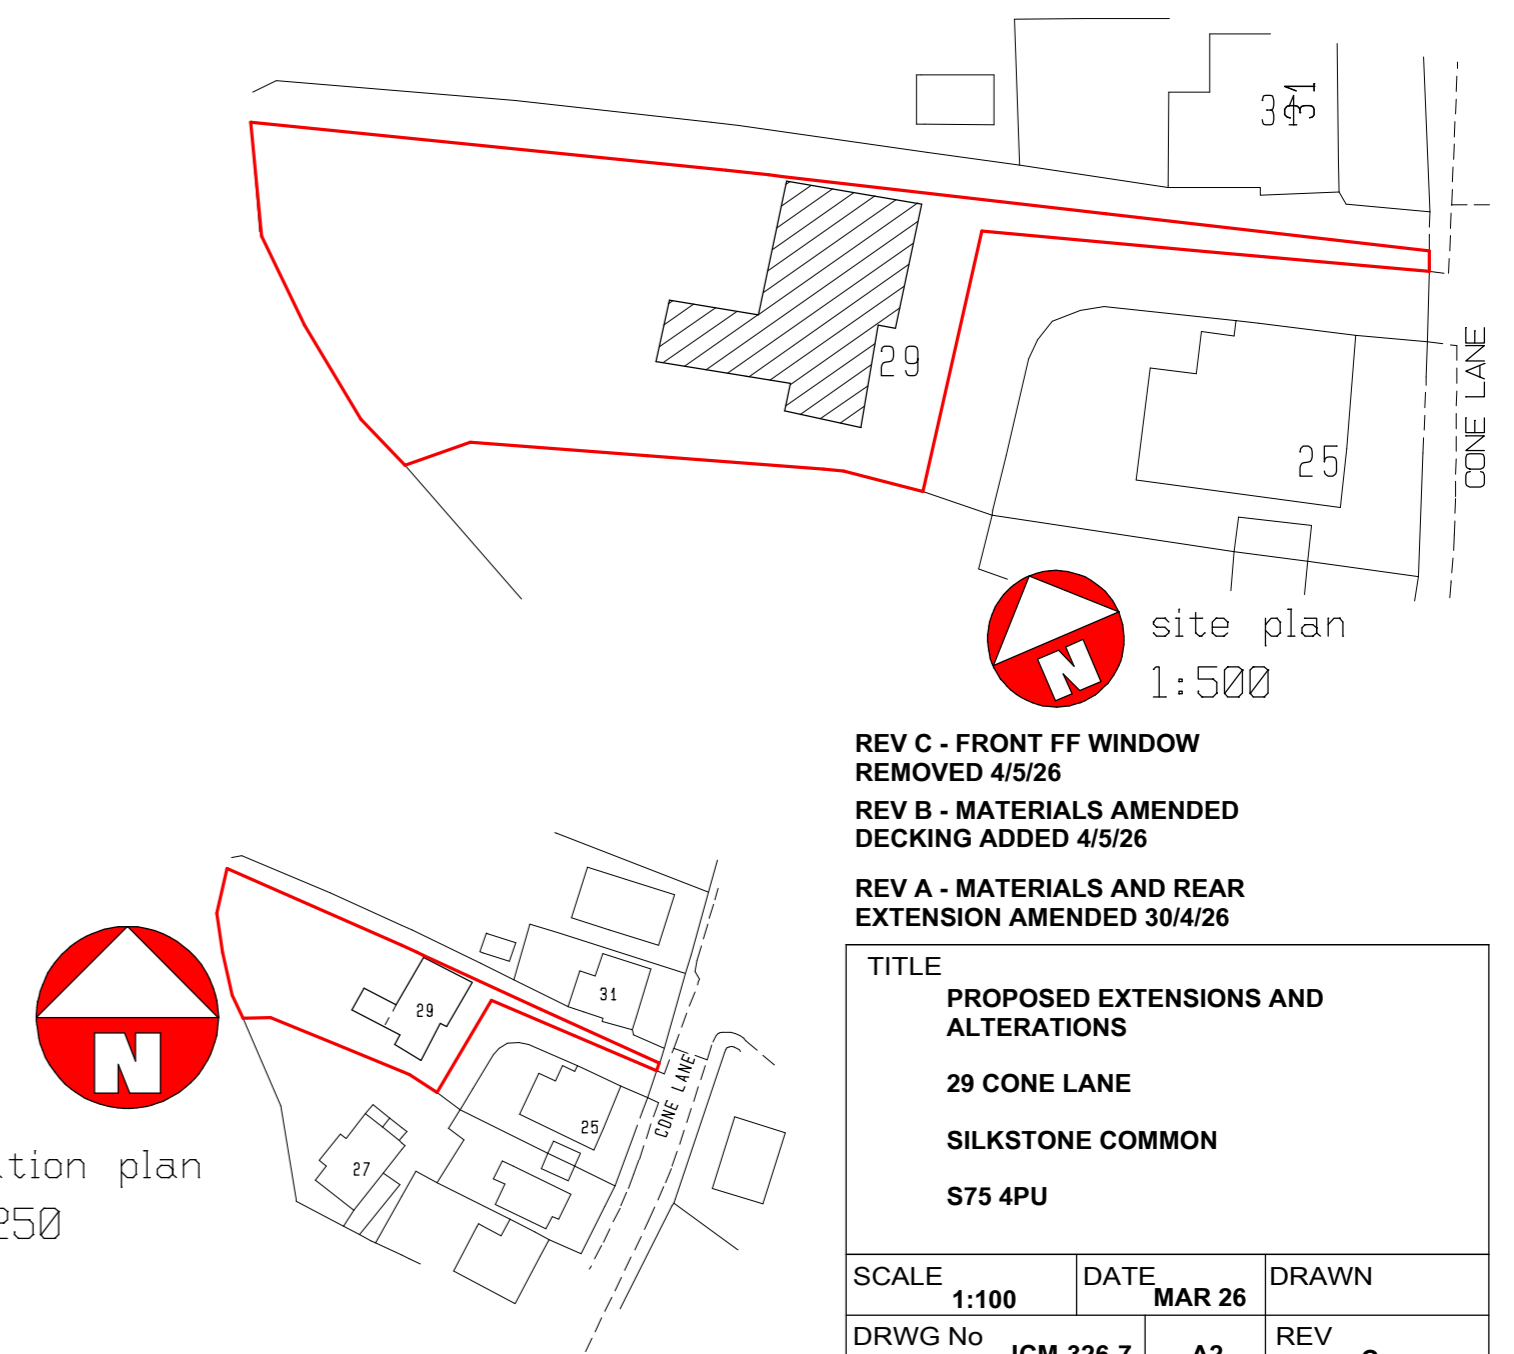 31
31
29
25
CONE LANE
N
site plan
1:500
REV C - FRONT FF WINDOW
REMOVED 4/5/26
REV B - MATERIALS AMENDED
DECKING ADDED 4/5/26
REV A - MATERIALS AND REAR
EXTENSION AMENDED 30/4/26
29
31
25
27
CONE LANE
N
plan
TITLE
PROPOSED EXTENSIONS AND
ALTERATIONS
29 CONE LANE
SILKSTONE COMMON
S75 4PU
SCALE
1:100
DATE
MAR 26
DRAWN
DRWG No
A2
REV